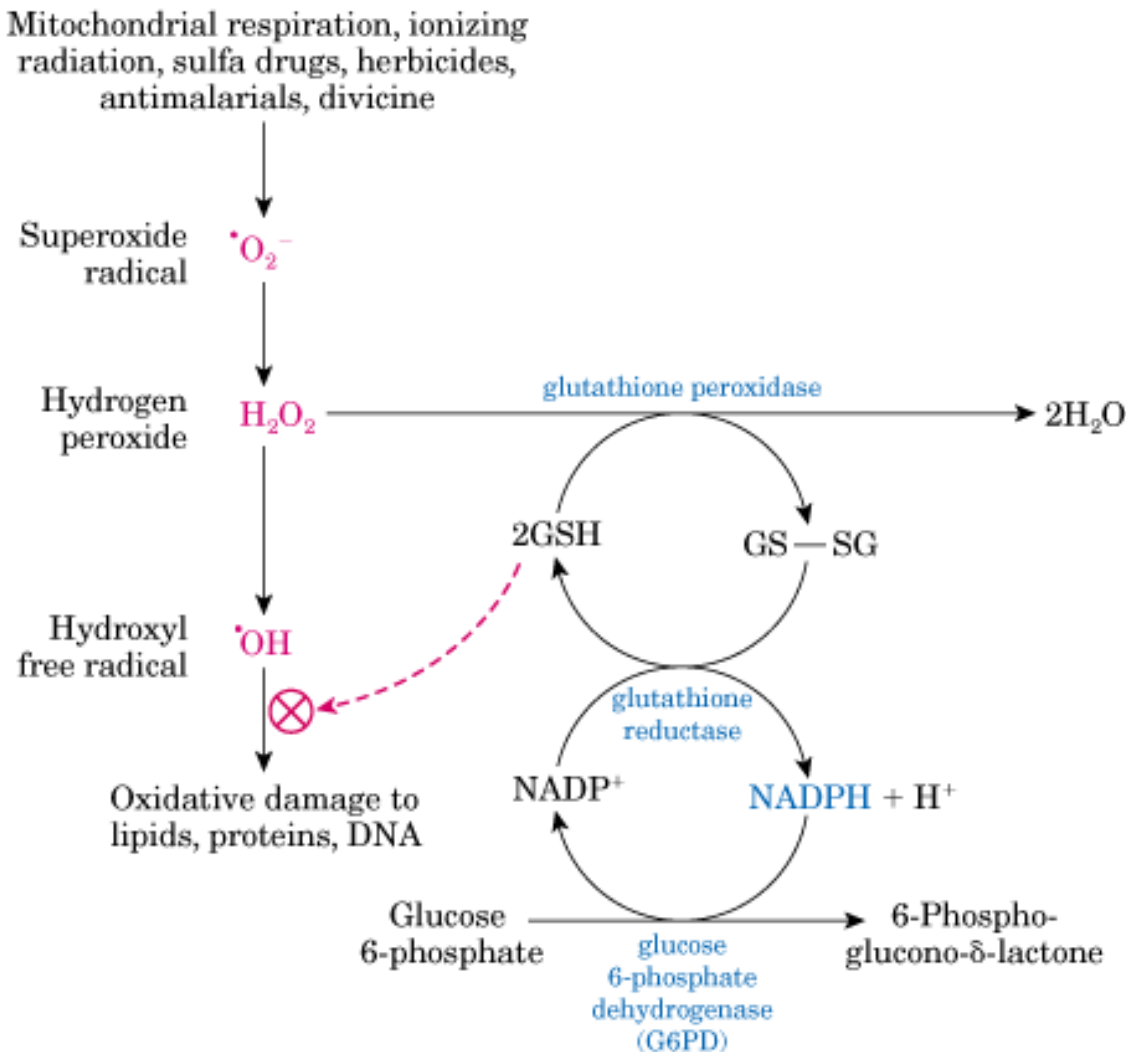 Mitochondrial respiration, ionizing
radiation, sulfa drugs, herbicides,
antimalarials, divicine
Superoxide
radical
•O₂⁻
Hydrogen
peroxide
H₂O₂
glutathione peroxidase
2H₂O
2GSH
GS — SG
Hydroxyl
free radical
•OH
glutathione
reductase
NADP⁺
NADPH + H⁺
Oxidative damage to
lipids, proteins, DNA
Glucose
6-phosphate
glucose
6-phosphate
dehydrogenase
(G6PD)
6-Phospho-
glucono-δ-lactone